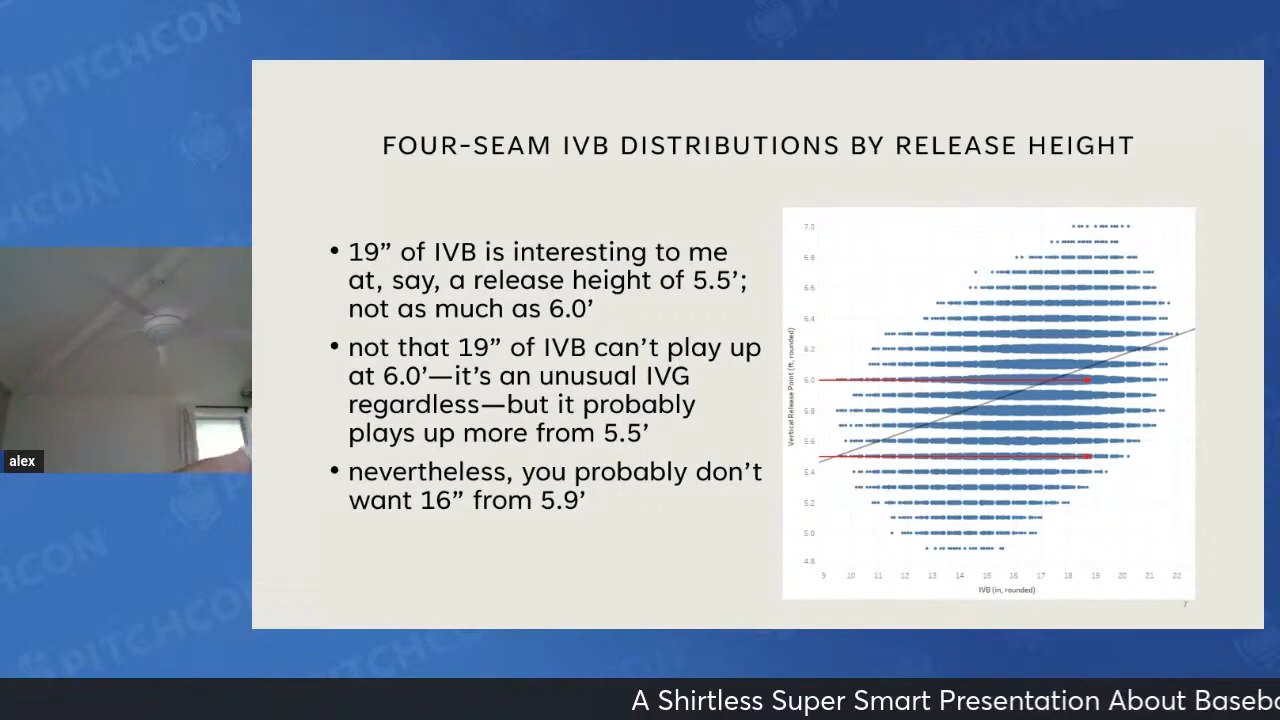 PITCHCON
FOUR-SEAM IVB DISTRIBUTIONS BY RELEASE HEIGHT
• 19” of IVB is interesting to me
at, say, a release height of 5.5’;
not as much as 6.0’
• not that 19” of IVB can’t play up
at 6.0’—it’s an unusual IVG
regardless—but it probably
plays up more from 5.5’
• nevertheless, you probably don’t
want 16” from 5.9’
Vertical Release Point (ft, rounded)
7.0
6.8
6.6
6.4
6.2
6.0
5.8
5.6
5.4
5.2
5.0
4.8
9 10 11 12 13 14 15 16 17 18 19 20 21 22
IVB (in, rounded)
7
alex
A Shirtless Super Smart Presentation About Baseba